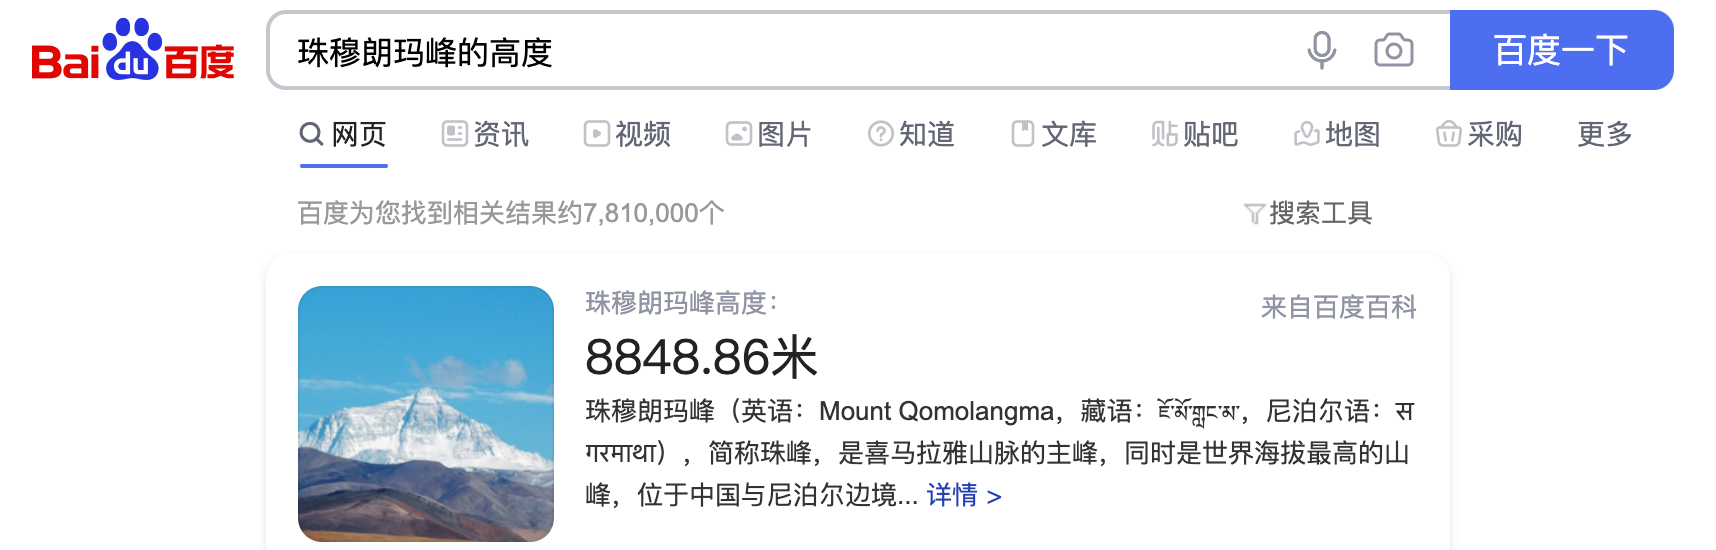 Bai du 百度
珠穆朗玛峰的高度
百度一下
网页 资讯 视频 图片 知道 文库 贴吧 地图 采购 更多
百度为您找到相关结果约7,810,000个
搜索工具
珠穆朗玛峰高度：
来自百度百科
8848.86米
珠穆朗玛峰（英语：Mount Qomolangma，藏语：ཇོ་མོ་གླང་མ་，尼泊尔语：स
गरमाथा），简称珠峰，是喜马拉雅山脉的主峰，同时是世界海拔最高的山
峰，位于中国与尼泊尔边境... 详情 >